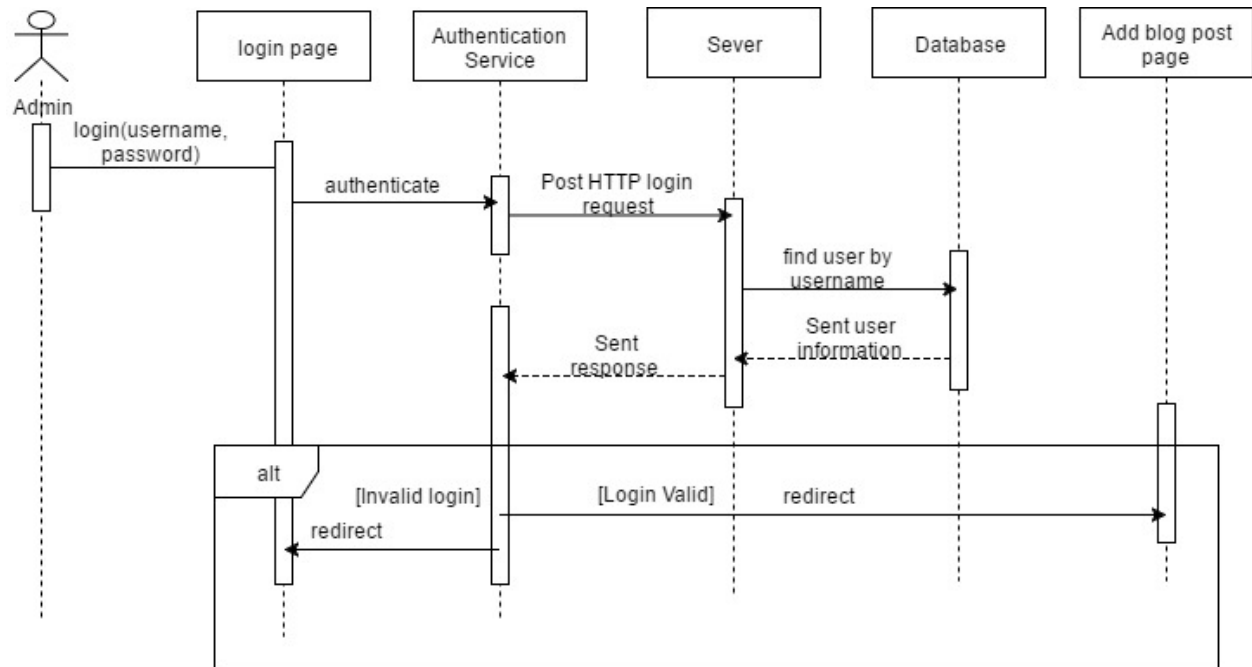 login page
Authentication
Service
Sever
Database
Add blog post
page
Admin
login(username,
password)
authenticate
Post HTTP login
request
find user by
username
Sent user
information
Sent
response
alt
[Invalid login]
[Login Valid]
redirect
redirect